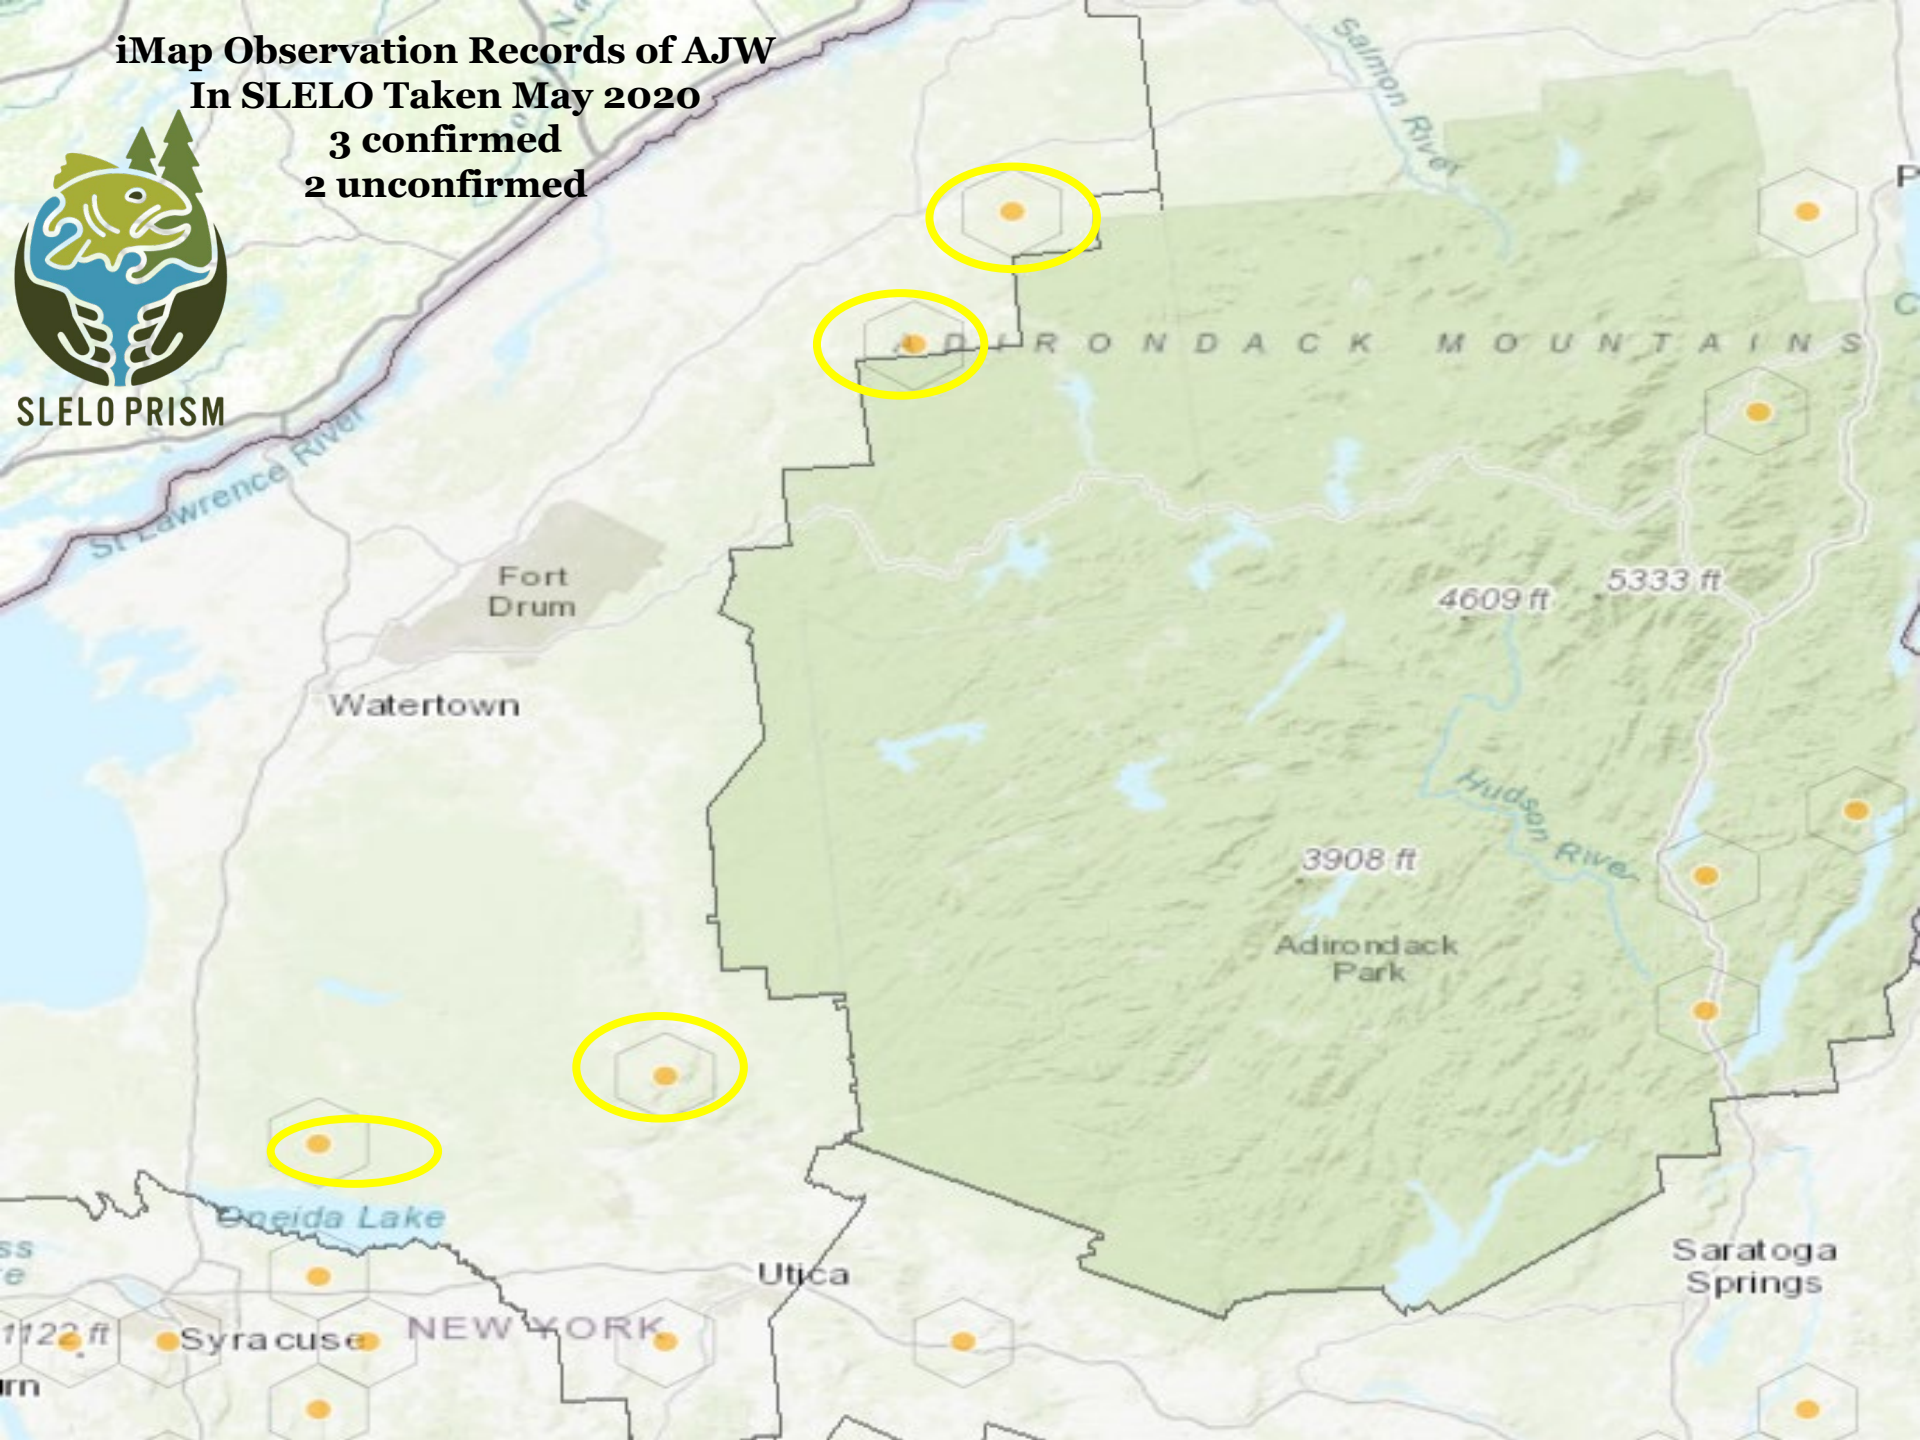 iMap Observation Records of AJW
In SLELO Taken May 2020
3 confirmed
2 unconfirmed
SLELO PRISM
Salmon River
ADIRONDACK MOUNTAINS
St Lawrence River
Fort
Drum
5333 ft
4609 ft
Watertown
Hudson River
3908 ft
Adirondack
Park
Oneida Lake
Utica
Saratoga
Springs
NEW YORK
1122 ft
Syracuse